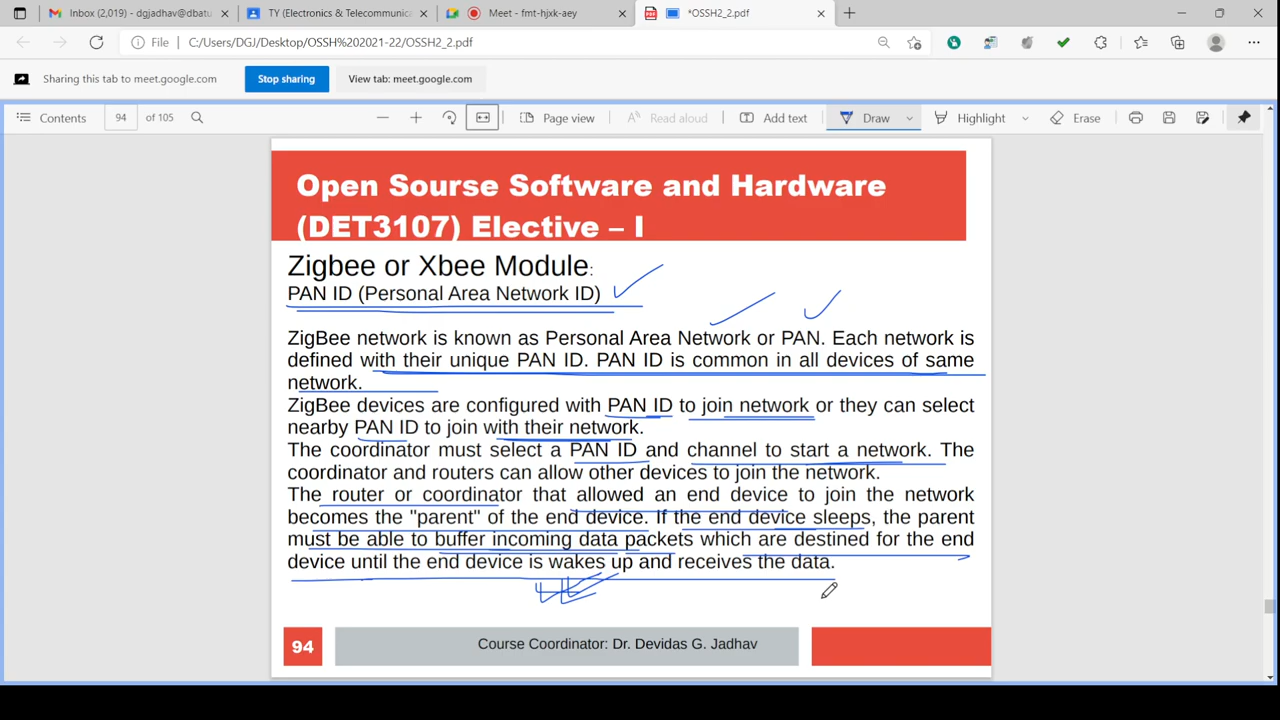 Inbox (2,019) - dgjadhav@dbatu
TY (Electronics & Telecommunica
Meet - fmt-hjxk-aey
*OSSH2_2.pdf
File
C:/Users/DGJ/Desktop/OSSH%202021-22/OSSH2_2.pdf
Sharing this tab to meet.google.com
Stop sharing
View tab: meet.google.com
Contents
94 of 105
Page view
Read aloud
Add text
Draw
Highlight
Erase
Open Sourse Software and Hardware
(DET3107) Elective – I
Zigbee or Xbee Module:
PAN ID (Personal Area Network ID)
ZigBee network is known as Personal Area Network or PAN. Each network is
defined with their unique PAN ID. PAN ID is common in all devices of same
network.
ZigBee devices are configured with PAN ID to join network or they can select
nearby PAN ID to join with their network.
The coordinator must select a PAN ID and channel to start a network. The
coordinator and routers can allow other devices to join the network.
The router or coordinator that allowed an end device to join the network
becomes the "parent" of the end device. If the end device sleeps, the parent
must be able to buffer incoming data packets which are destined for the end
device until the end device is wakes up and receives the data.
94
Course Coordinator: Dr. Devidas G. Jadhav